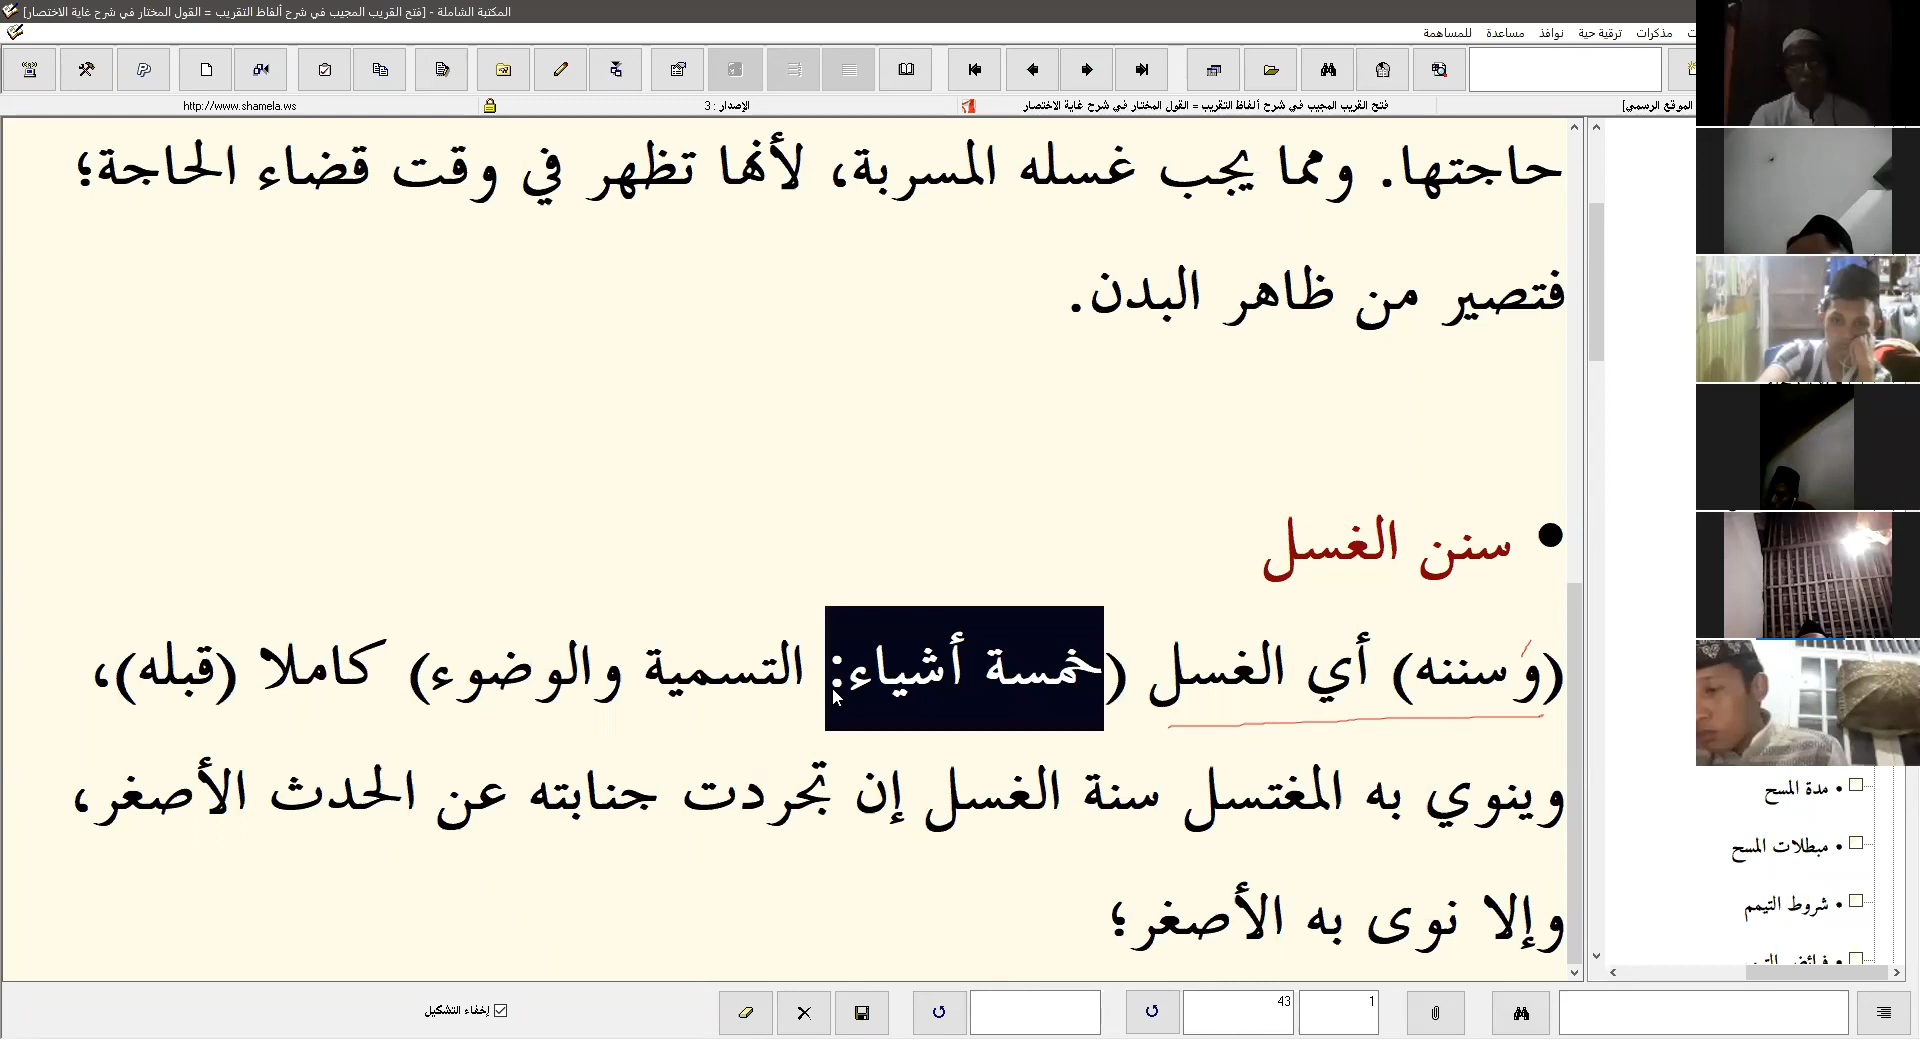 المكتبة الشاملة - [فتح القريب المجيب في شرح ألفاظ التقريب = القول المختار في شرح غاية الاختصار]
مذكرات ترقية حية نوافذ مساعدة للمساهمة
الموقع الرسمي]
فتح القريب المجيب في شرح ألفاظ التقريب = القول المختار في شرح غاية الاختصار
الإصدار : 3
http://www.shamela.ws
حاجتها. ومما يجب غسله المسربة، لأنها تظهر في وقت قضاء الحاجة؛
فتصير من ظاهر البدن.
• سنن الغسل
(وسننه) أي الغسل (خمسة أشياء: التسمية والوضوء) كاملا (قبله)،
وينوي به المغتسل سنة الغسل إن تجردت جنابته عن الحدث الأصغر،
وإلا نوى به الأصغر؛
• مدة المسح
• مبطلات المسح
• شروط التيمم
1
43
إخفاء التشكيل